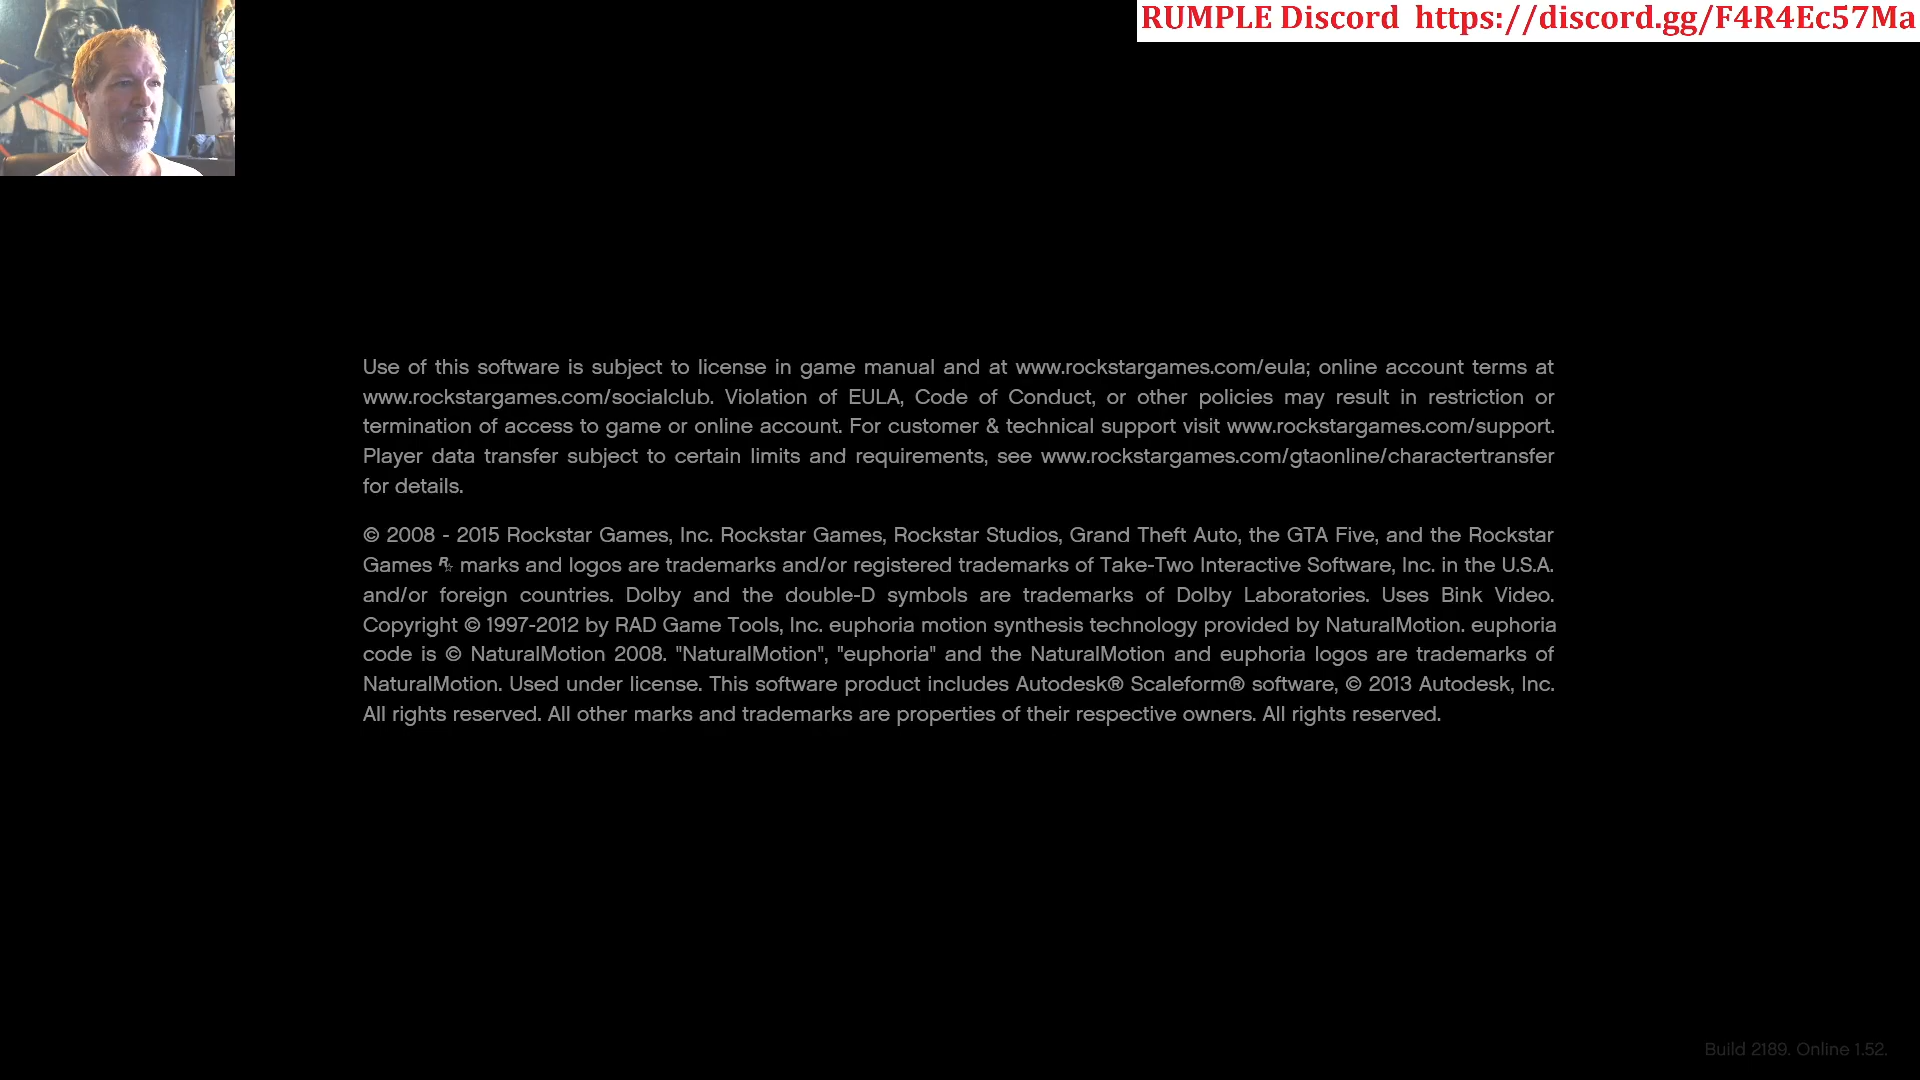 RUMPLE Discord https://discord.gg/F4R4Ec57Ma
Use of this software is subject to license in game manual and at www.rockstargames.com/eula; online account terms at
www.rockstargames.com/socialclub. Violation of EULA, Code of Conduct, or other policies may result in restriction or
termination of access to game or online account. For customer & technical support visit www.rockstargames.com/support.
Player data transfer subject to certain limits and requirements, see www.rockstargames.com/gtaonline/charactertransfer
for details.
© 2008 - 2015 Rockstar Games, Inc. Rockstar Games, Rockstar Studios, Grand Theft Auto, the GTA Five, and the Rockstar
Games R marks and logos are trademarks and/or registered trademarks of Take-Two Interactive Software, Inc. in the U.S.A.
and/or foreign countries. Dolby and the double-D symbols are trademarks of Dolby Laboratories. Uses Bink Video.
Copyright © 1997-2012 by RAD Game Tools, Inc. euphoria motion synthesis technology provided by NaturalMotion. euphoria
code is © NaturalMotion 2008. "NaturalMotion", "euphoria" and the NaturalMotion and euphoria logos are trademarks of
NaturalMotion. Used under license. This software product includes Autodesk® Scaleform® software, © 2013 Autodesk, Inc.
All rights reserved. All other marks and trademarks are properties of their respective owners. All rights reserved.
Build 2189. Online 1.52.